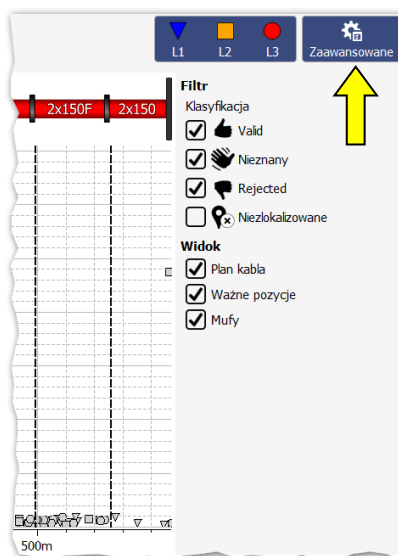 L1 L2 L3 Zaawansowane
Filtr
Klasyfikacja
2x150F 2x150
Valid
Nieznany
Rejected
Niezlokalizowane
Widok
Plan kabla
Ważne pozycje
Mufy
500m